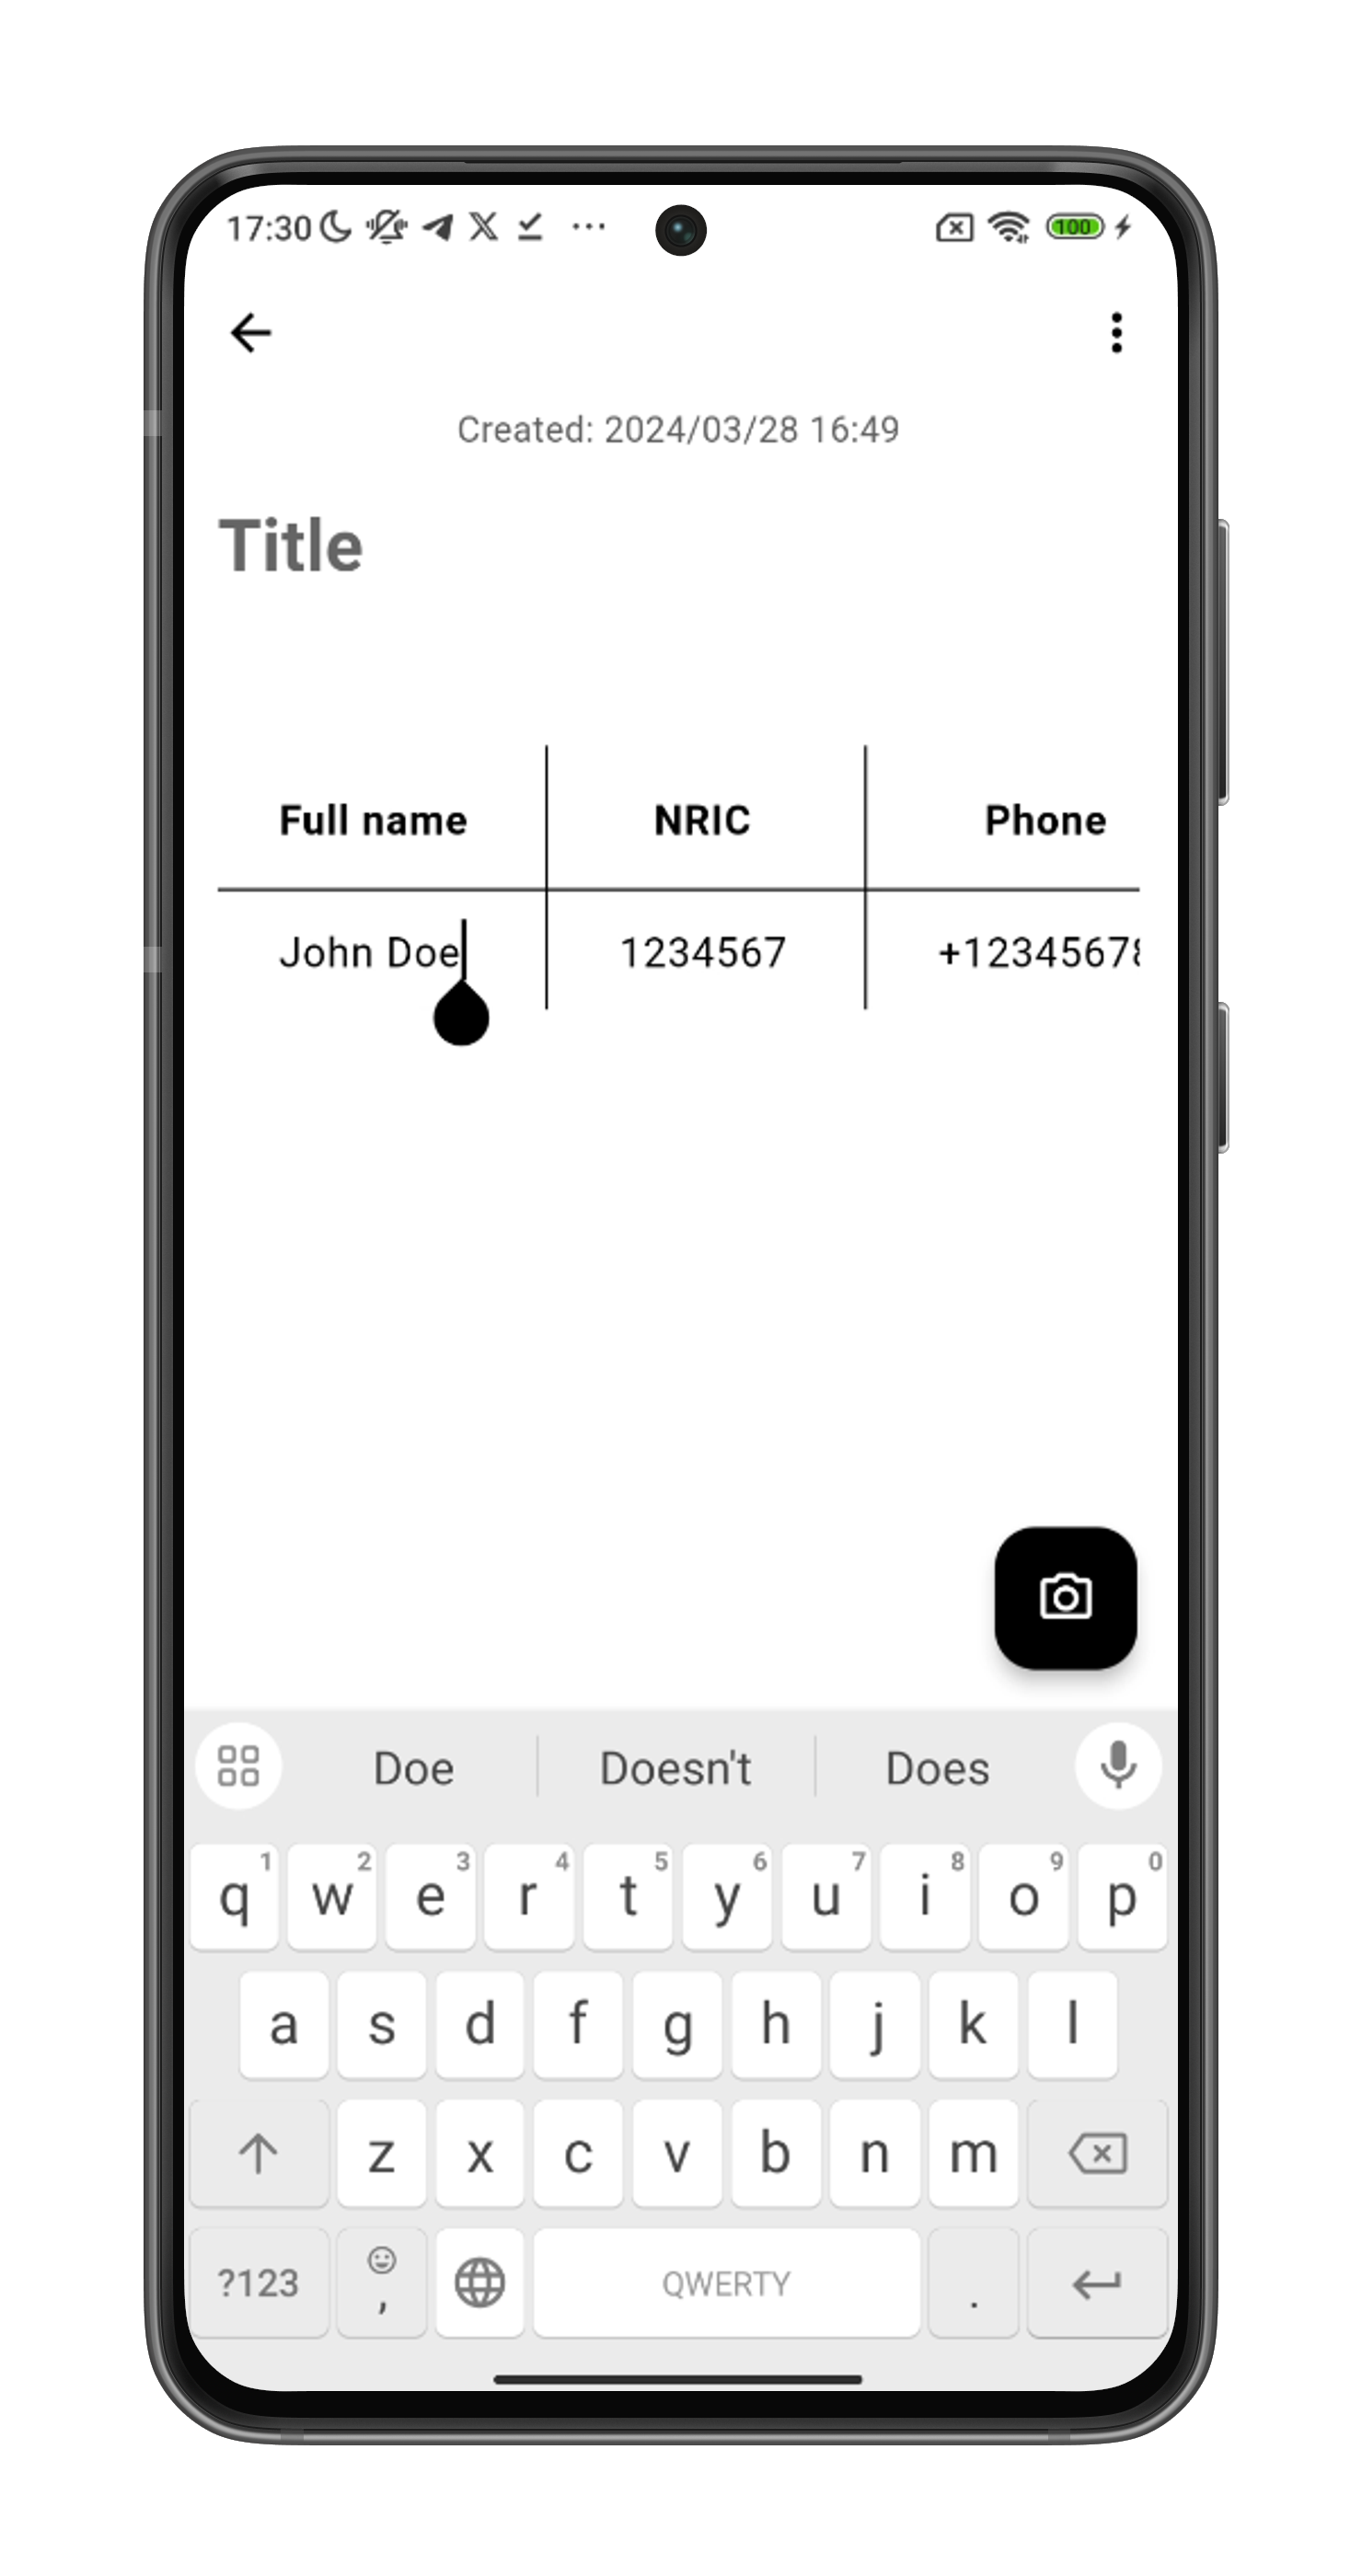 17:30 100
Created: 2024/03/28 16:49
Title
Full name NRIC Phone
John Doe 1234567 +1234567
Doe Doesn't Does
1 2 3 4 5 6 7 8 9 0
q w e r t y u i o p
a s d f g h j k l
z x c v b n m
?123 , QWERTY .